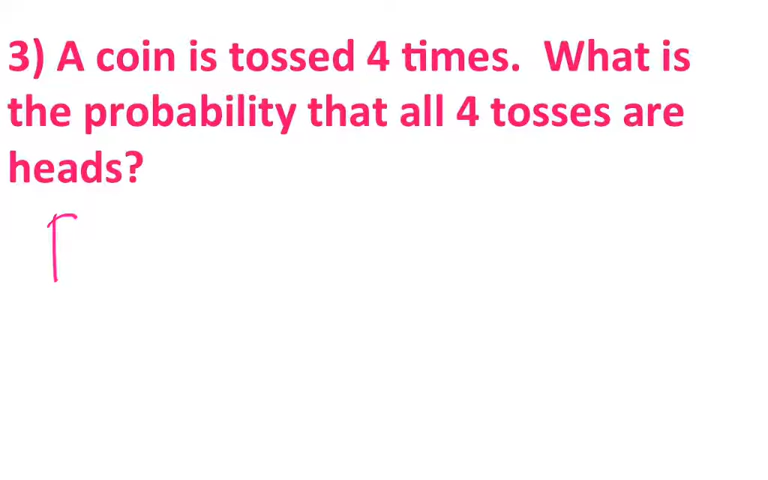 3) A coin is tossed 4 times. What is
the probability that all 4 tosses are
heads?